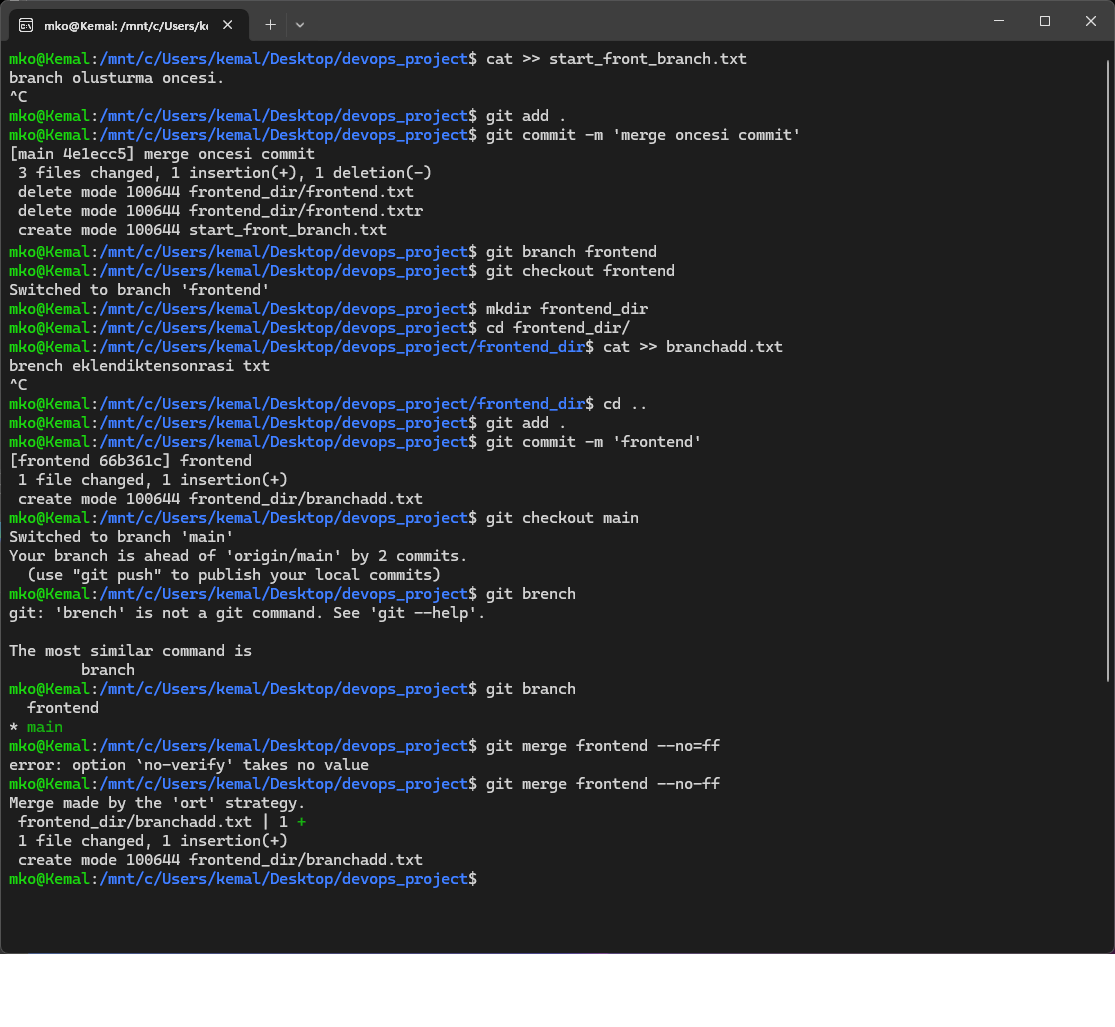 mko@Kemal: /mnt/c/Users/ke
mko@Kemal:/mnt/c/Users/kemal/Desktop/devops_project$ cat >> start_front_branch.txt
branch olusturma oncesi.
^C
mko@Kemal:/mnt/c/Users/kemal/Desktop/devops_project$ git add .
mko@Kemal:/mnt/c/Users/kemal/Desktop/devops_project$ git commit -m 'merge oncesi commit'
[main 4e1ecc5] merge oncesi commit
 3 files changed, 1 insertion(+), 1 deletion(-)
 delete mode 100644 frontend_dir/frontend.txt
 delete mode 100644 frontend_dir/frontend.txtr
 create mode 100644 start_front_branch.txt
mko@Kemal:/mnt/c/Users/kemal/Desktop/devops_project$ git branch frontend
mko@Kemal:/mnt/c/Users/kemal/Desktop/devops_project$ git checkout frontend
Switched to branch 'frontend'
mko@Kemal:/mnt/c/Users/kemal/Desktop/devops_project$ mkdir frontend_dir
mko@Kemal:/mnt/c/Users/kemal/Desktop/devops_project$ cd frontend_dir/
mko@Kemal:/mnt/c/Users/kemal/Desktop/devops_project/frontend_dir$ cat >> branchadd.txt
brench eklendiktensonrasi txt
^C
mko@Kemal:/mnt/c/Users/kemal/Desktop/devops_project/frontend_dir$ cd ..
mko@Kemal:/mnt/c/Users/kemal/Desktop/devops_project$ git add .
mko@Kemal:/mnt/c/Users/kemal/Desktop/devops_project$ git commit -m 'frontend'
[frontend 66b361c] frontend
 1 file changed, 1 insertion(+)
 create mode 100644 frontend_dir/branchadd.txt
mko@Kemal:/mnt/c/Users/kemal/Desktop/devops_project$ git checkout main
Switched to branch 'main'
Your branch is ahead of 'origin/main' by 2 commits.
  (use "git push" to publish your local commits)
mko@Kemal:/mnt/c/Users/kemal/Desktop/devops_project$ git brench
git: 'brench' is not a git command. See 'git --help'.

The most similar command is
        branch
mko@Kemal:/mnt/c/Users/kemal/Desktop/devops_project$ git branch
  frontend
* main
mko@Kemal:/mnt/c/Users/kemal/Desktop/devops_project$ git merge frontend --no=ff
error: option `no-verify' takes no value
mko@Kemal:/mnt/c/Users/kemal/Desktop/devops_project$ git merge frontend --no-ff
Merge made by the 'ort' strategy.
 frontend_dir/branchadd.txt | 1 +
 1 file changed, 1 insertion(+)
 create mode 100644 frontend_dir/branchadd.txt
mko@Kemal:/mnt/c/Users/kemal/Desktop/devops_project$